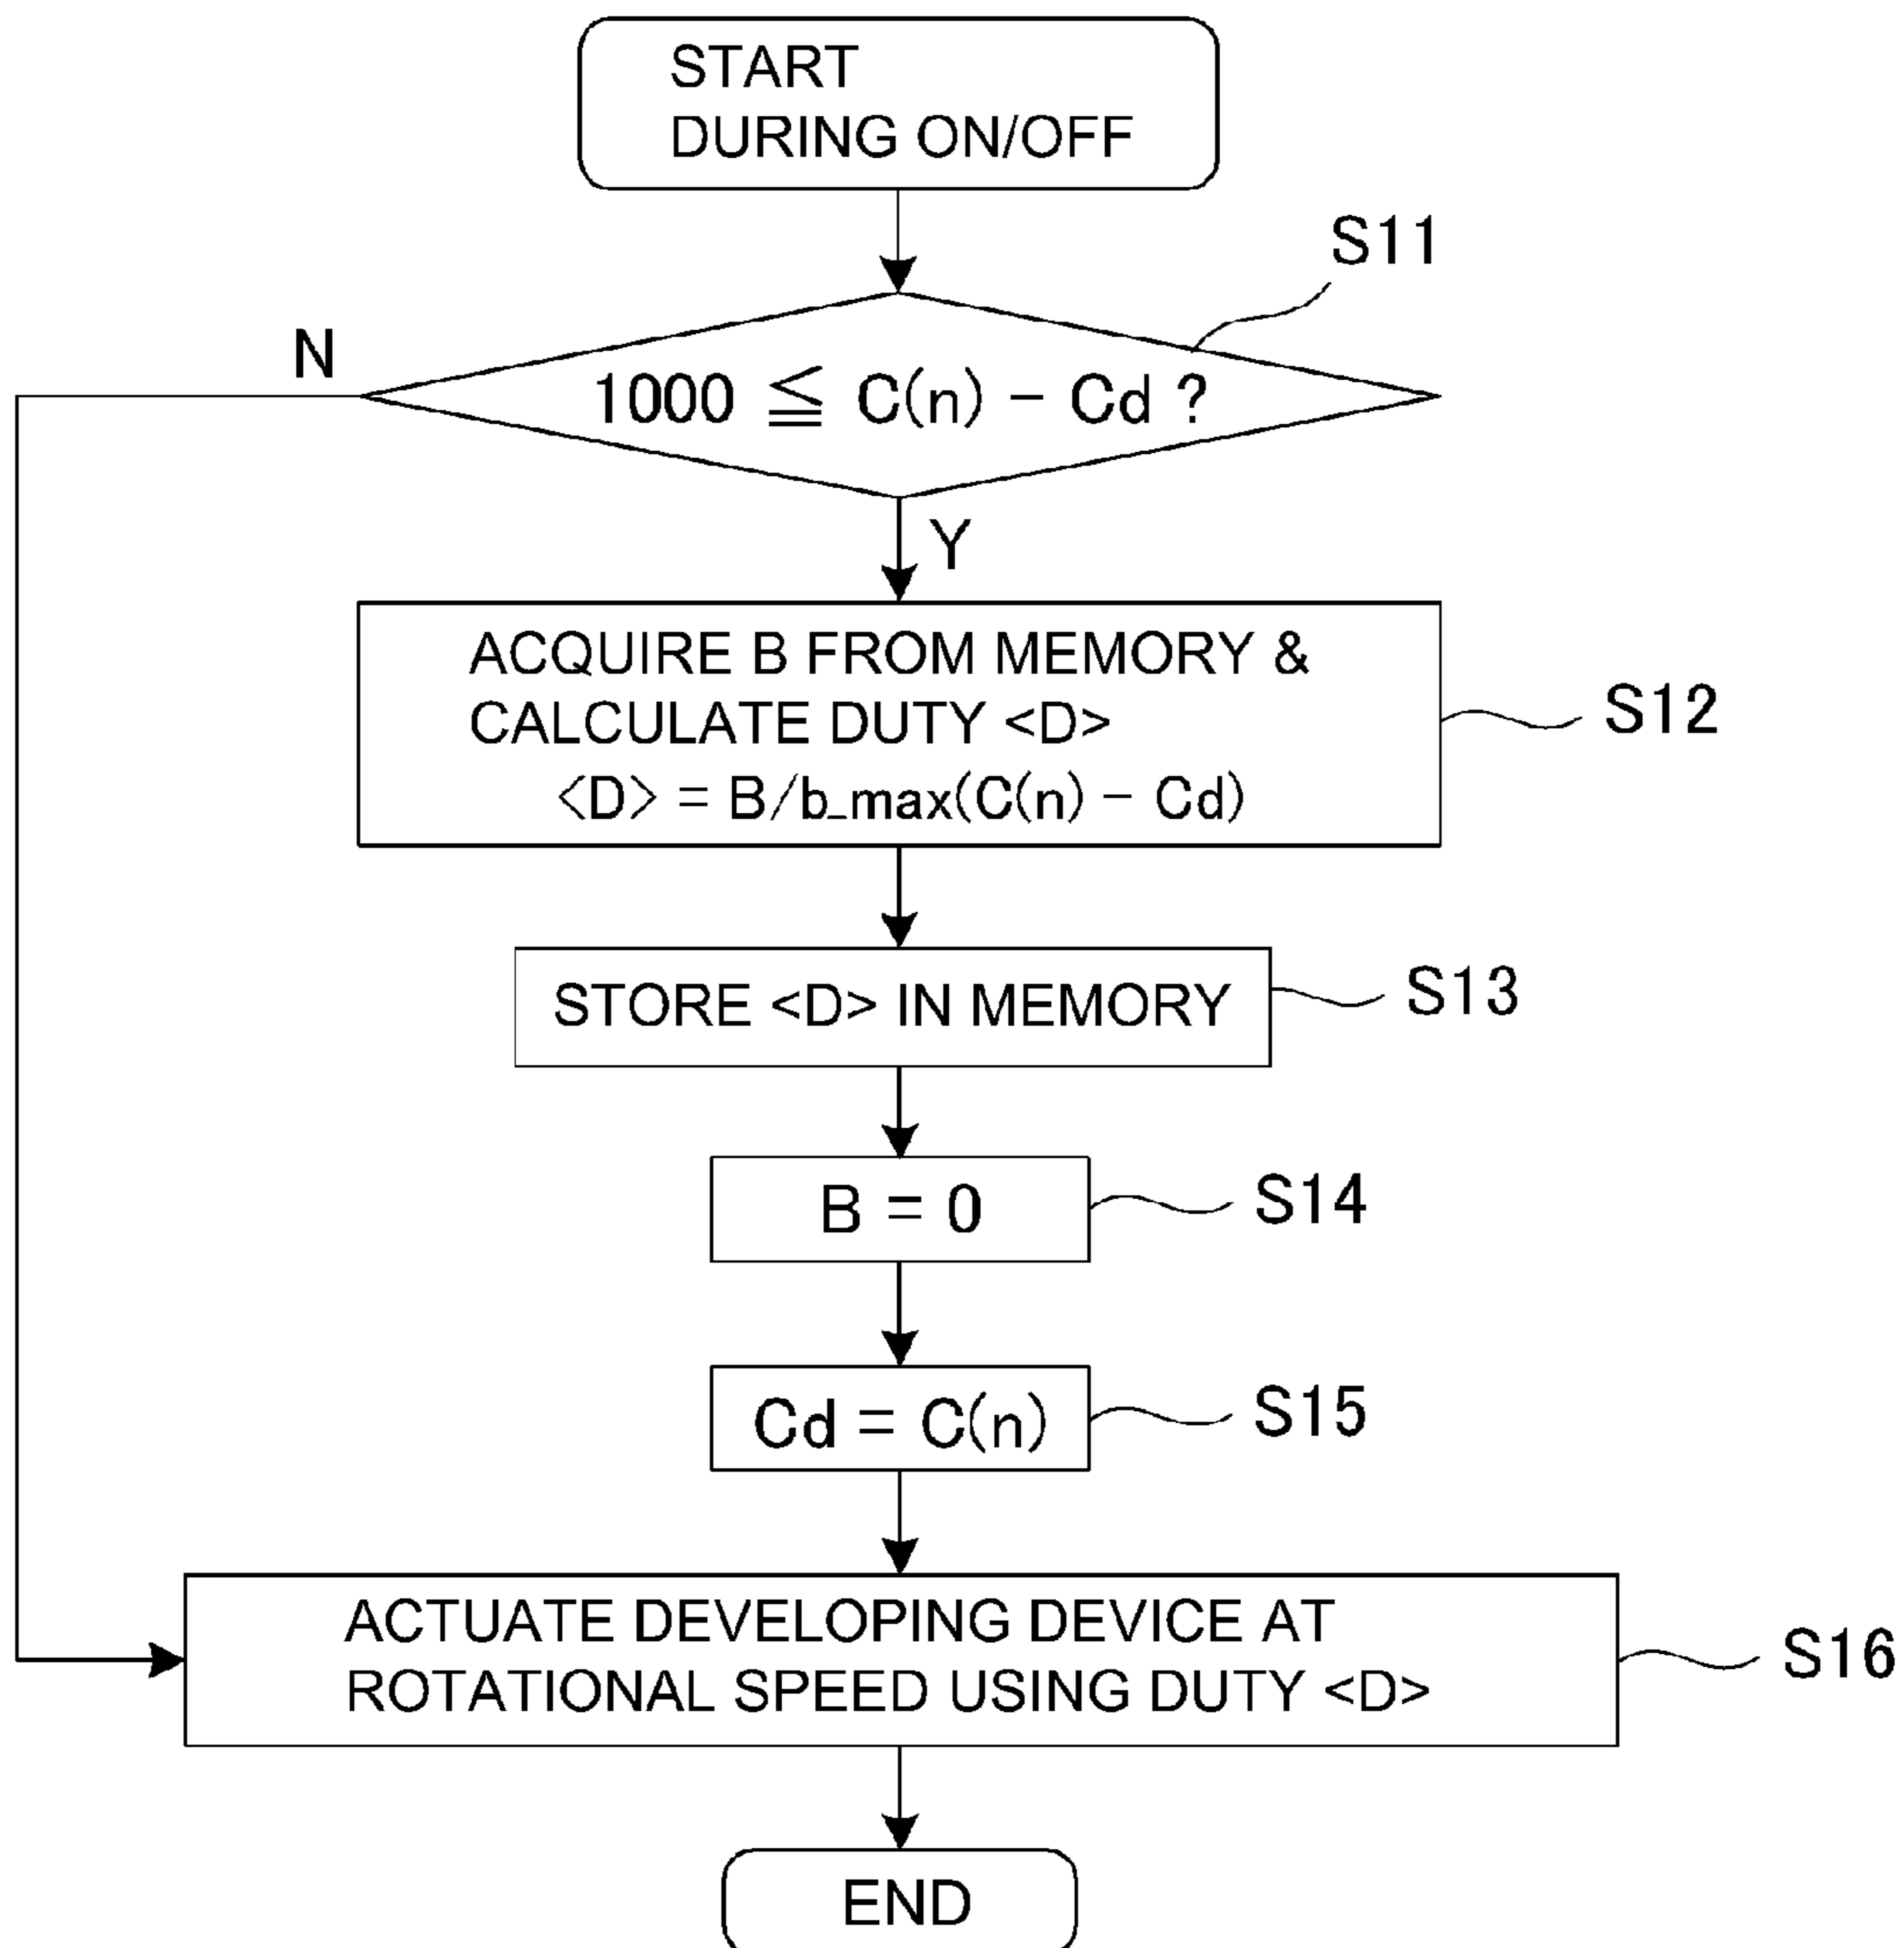 START
DURING ON/OFF
S11
N
1000 ≦ C(n) − Cd ?
Y
ACQUIRE B FROM MEMORY &
CALCULATE DUTY <D>
<D> = B/b_max(C(n) − Cd)
S12
STORE <D> IN MEMORY
S13
B = 0
S14
Cd = C(n)
S15
ACTUATE DEVELOPING DEVICE AT
ROTATIONAL SPEED USING DUTY <D>
S16
END